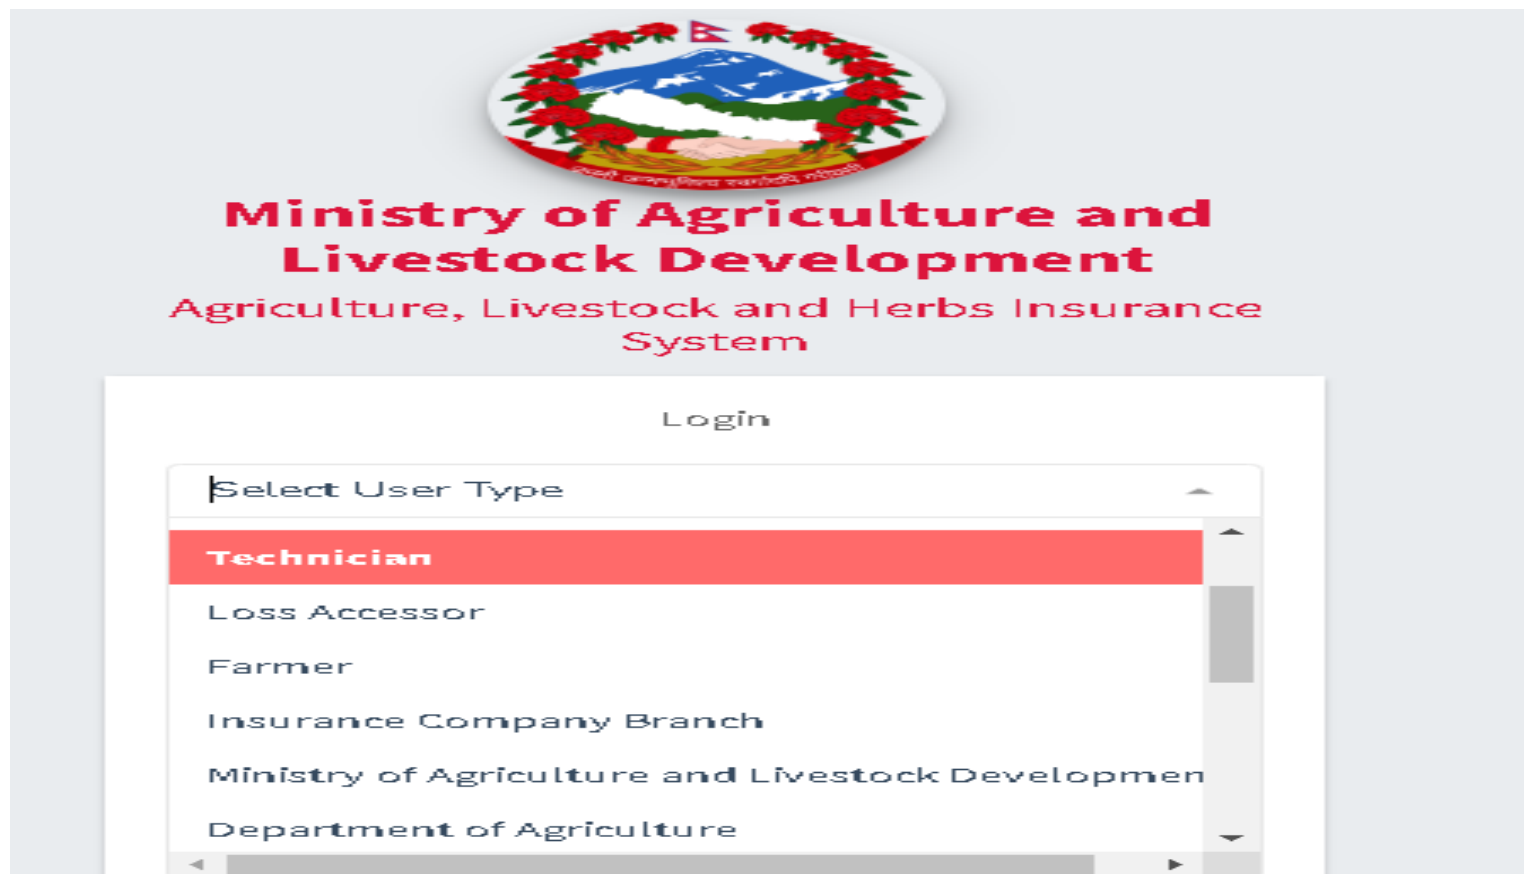 Ministry of Agriculture and
Livestock Development
Agriculture, Livestock and Herbs Insurance
System
Login
Select User Type
Technician
Loss Accessor
Farmer
Insurance Company Branch
Ministry of Agriculture and Livestock Developmen
Department of Agriculture